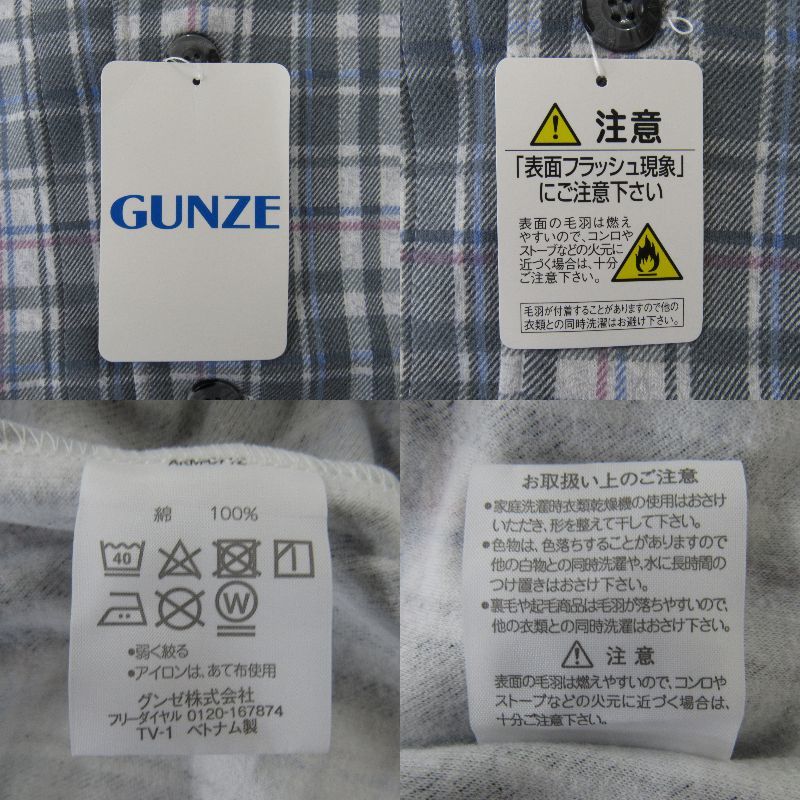 GUNZE
注意
「表面フラッシュ現象」
にご注意下さい
表面の毛羽は燃え
やすいので、コンロや
ストーブなどの火元に
近づく場合は、十分
ご注意下さい。
毛羽が付着することがありますので他の
衣類との同時洗濯はお避け下さい。
綿 100%
40
W
•弱く絞る
•アイロンは、あて布使用
グンゼ株式会社
フリーダイヤル 0120-167874
TV-1 ベトナム製
お取扱い上のご注意
•家庭洗濯時衣類乾燥機の使用はおさけ
いただき、形を整えて干して下さい。
•色物は、色落ちすることがありますので
他の白物との同時洗濯や、水に長時間の
つけ置きはおさけ下さい。
•裏毛や起毛商品は毛羽が落ちやすいので、
他の衣類との同時洗濯はおさけ下さい。
注意
表面の毛羽は燃えやすいので、コンロや
ストーブなどの火元に近づく場合は、
十分ご注意下さい。